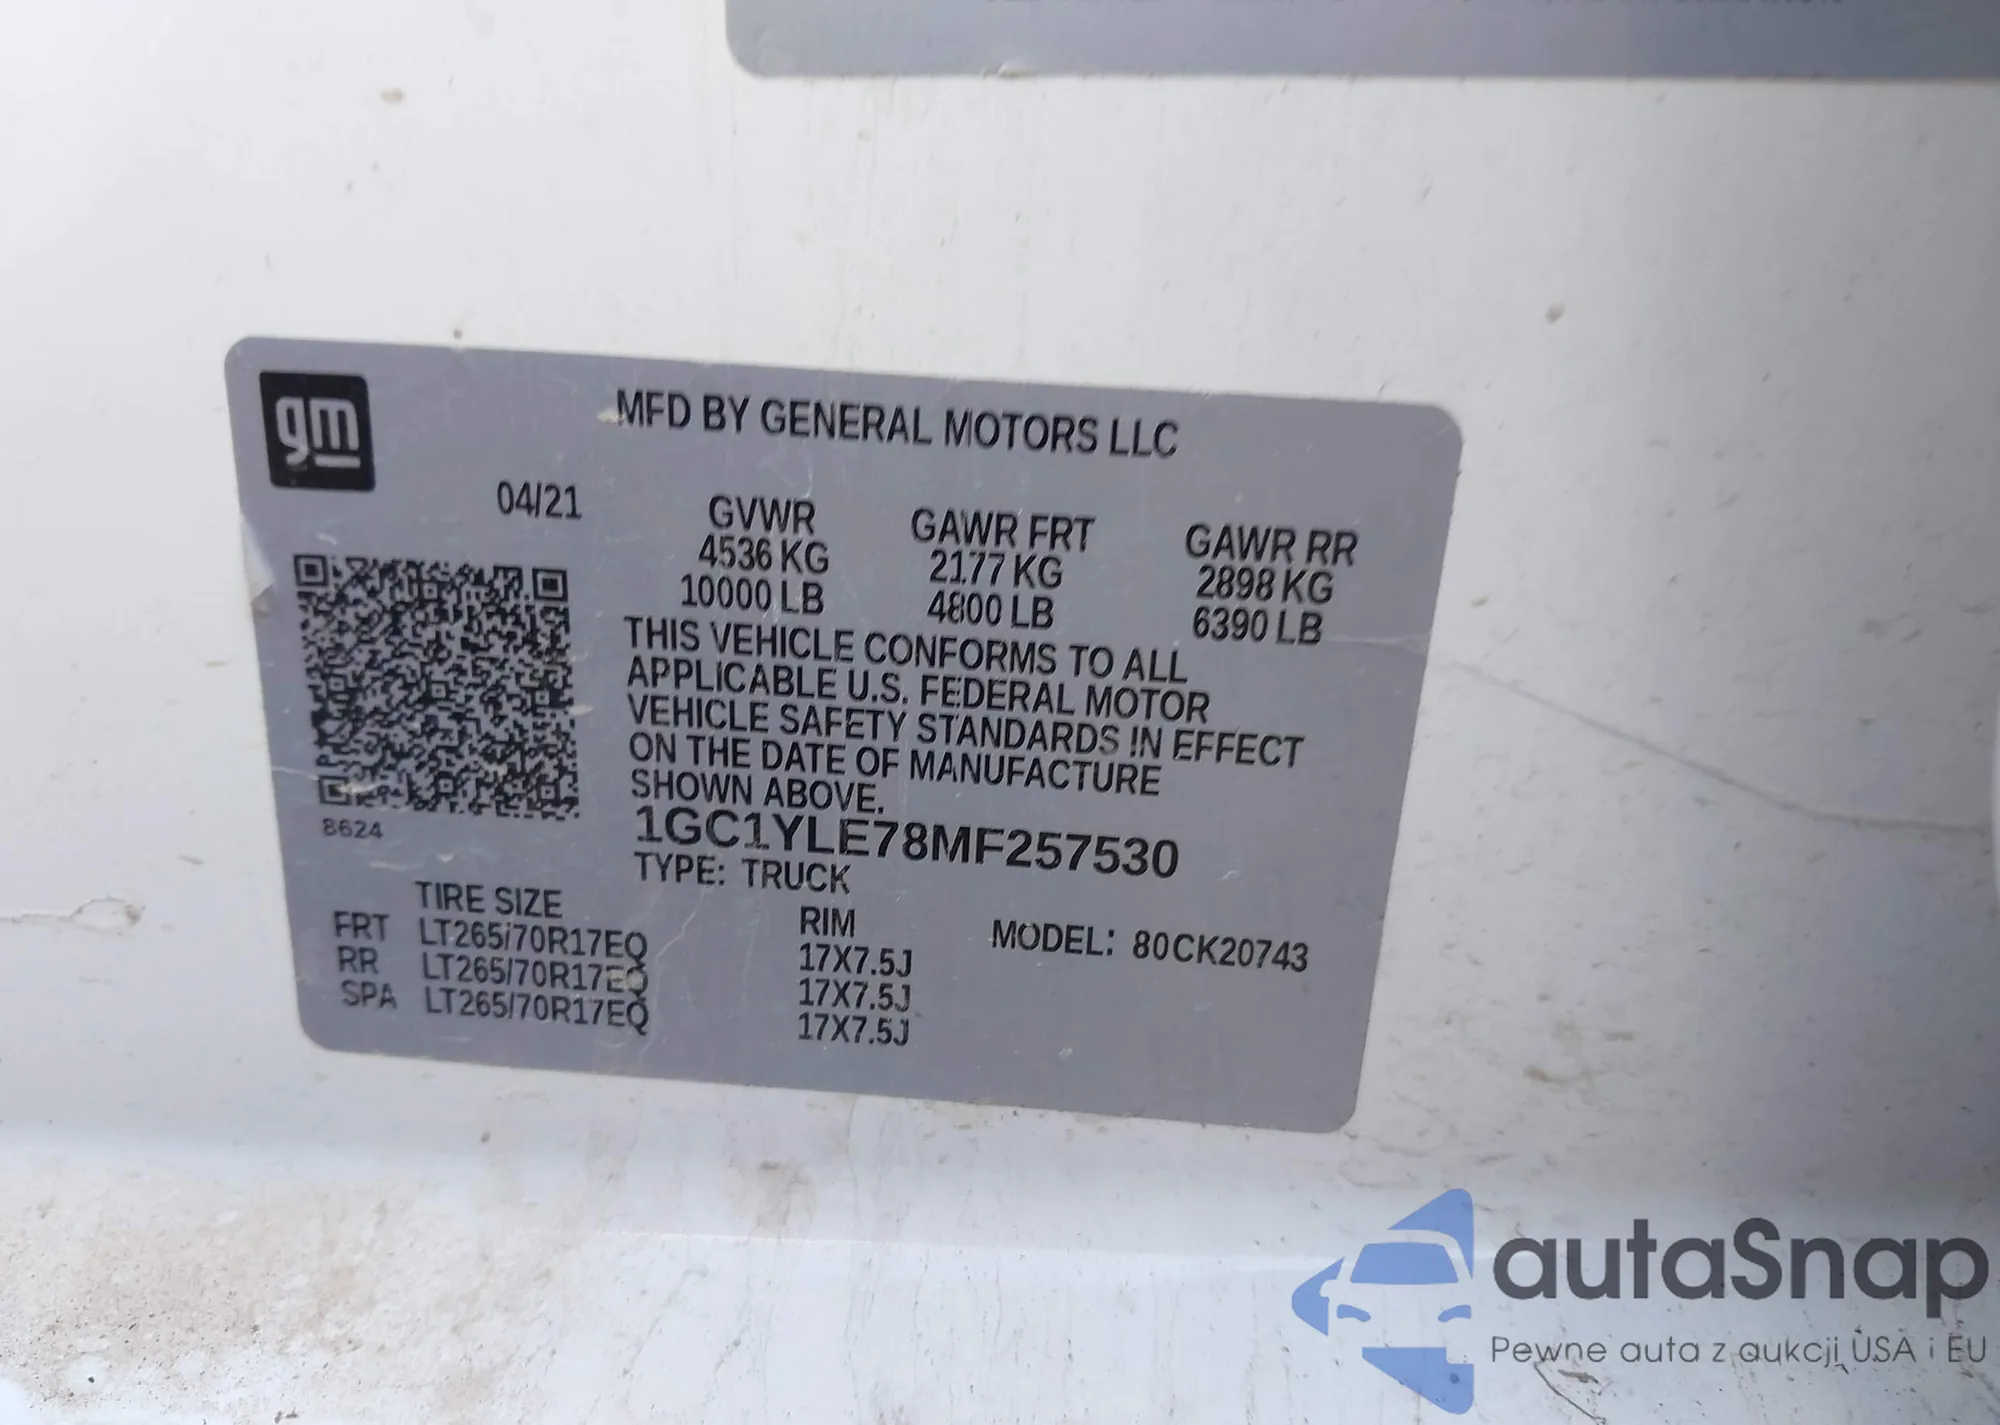 gm
MFD BY GENERAL MOTORS LLC
04/21
GVWR GAWR FRT GAWR RR
4536 KG 2177 KG 2898 KG
10000 LB 4800 LB 6390 LB
THIS VEHICLE CONFORMS TO ALL
APPLICABLE U.S. FEDERAL MOTOR
VEHICLE SAFETY STANDARDS IN EFFECT
ON THE DATE OF MANUFACTURE
SHOWN ABOVE.
8624
1GC1YLE78MF257530
TYPE: TRUCK
TIRE SIZE RIM MODEL: 80CK20743
FRT LT265/70R17EQ 17X7.5J
RR LT265/70R17EQ 17X7.5J
SPA LT265/70R17EQ 17X7.5J
autaSnap
Pewne auta z aukcji USA i EU